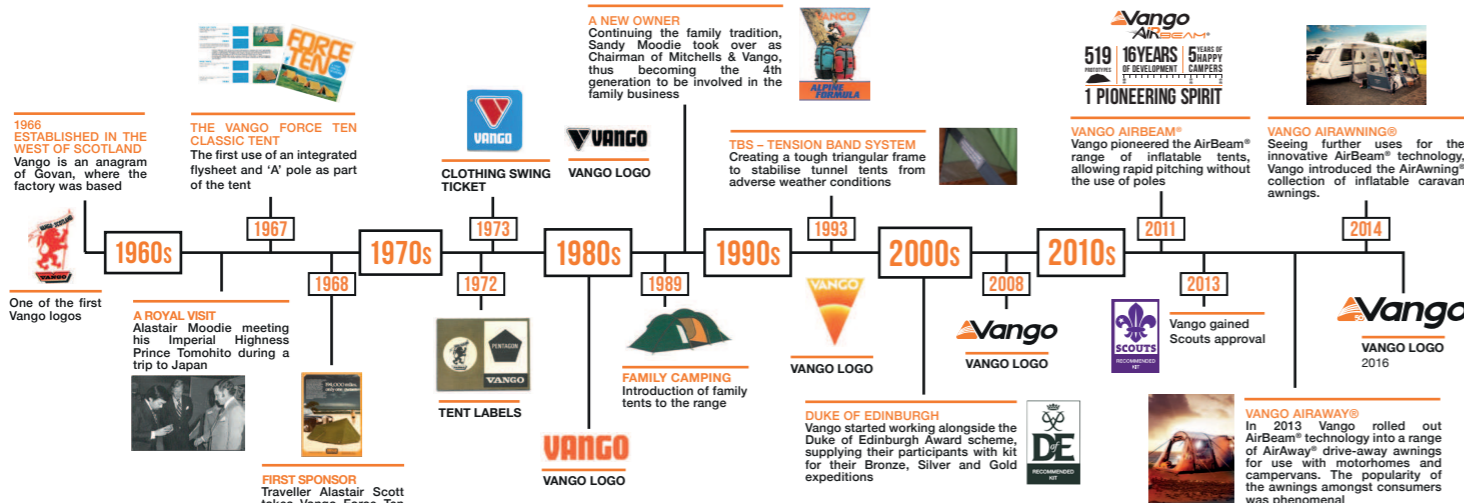 1966
ESTABLISHED IN THE
WEST OF SCOTLAND
Vango is an anagram
of Govan, where the
factory was based
VANGO
One of the first
Vango logos
1960s
FORCE
TEN
THE VANGO FORCE TEN
CLASSIC TENT
The first use of an integrated
flysheet and ‘A’ pole as part
of the tent
1967
A ROYAL VISIT
Alastair Moodie meeting
his Imperial Highness
Prince Tomohito during a
trip to Japan
1968
FIRST SPONSOR
Traveller Alastair Scott
takes Vango Force Ten
1970s
1972
PENTAGON
VANGO
TENT LABELS
VANGO
CLOTHING SWING
TICKET
1973
VANGO
VANGO LOGO
1980s
VANGO
VANGO LOGO
A NEW OWNER
Continuing the family tradition,
Sandy Moodie took over as
Chairman of Mitchells & Vango,
thus becoming the 4th
generation to be involved in the
family business
VANGO
ALPINE
FORMULA
1989
FAMILY CAMPING
Introduction of family
tents to the range
1990s
TBS – TENSION BAND SYSTEM
Creating a tough triangular frame
to stabilise tunnel tents from
adverse weather conditions
1993
VANGO
VANGO LOGO
2000s
DUKE OF EDINBURGH
Vango started working alongside the
Duke of Edinburgh Award scheme,
supplying their participants with kit
for their Bronze, Silver and Gold
expeditions
DofE
RECOMMENDED
KIT
2008
Vango
VANGO LOGO
2010s
Vango
AIRBEAM®
519
PROTOTYPES
16YEARS
OF DEVELOPMENT
5 YEARS OF
HAPPY
CAMPERS
1 PIONEERING SPIRIT
VANGO AIRBEAM®
Vango pioneered the AirBeam®
range of inflatable tents,
allowing rapid pitching without
the use of poles
2011
SCOUTS
RECOMMENDED
KIT
2013
Vango gained
Scouts approval
VANGO AIRAWAY®
In 2013 Vango rolled out
AirBeam® technology into a range
of AirAway® drive-away awnings
for use with motorhomes and
campervans. The popularity of
the awnings amongst consumers
was phenomenal
VANGO AIRAWNING®
Seeing further uses for the
innovative AirBeam® technology,
Vango introduced the AirAwning®
collection of inflatable caravan
awnings.
2014
Vango
VANGO LOGO
2016